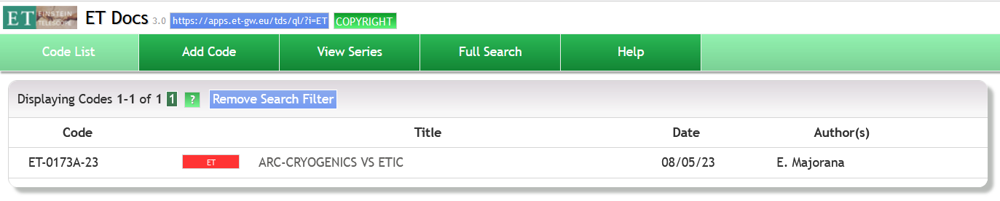 ET EINSTEIN TELESCOPE ET Docs 3.0 https://apps.et-gw.eu/tds/ql/?i=ET COPYRIGHT
Code List Add Code View Series Full Search Help
Displaying Codes 1-1 of 1 1 ? Remove Search Filter
Code Title Date Author(s)
ET-0173A-23 ET ARC-CRYOGENICS VS ETIC 08/05/23 E. Majorana